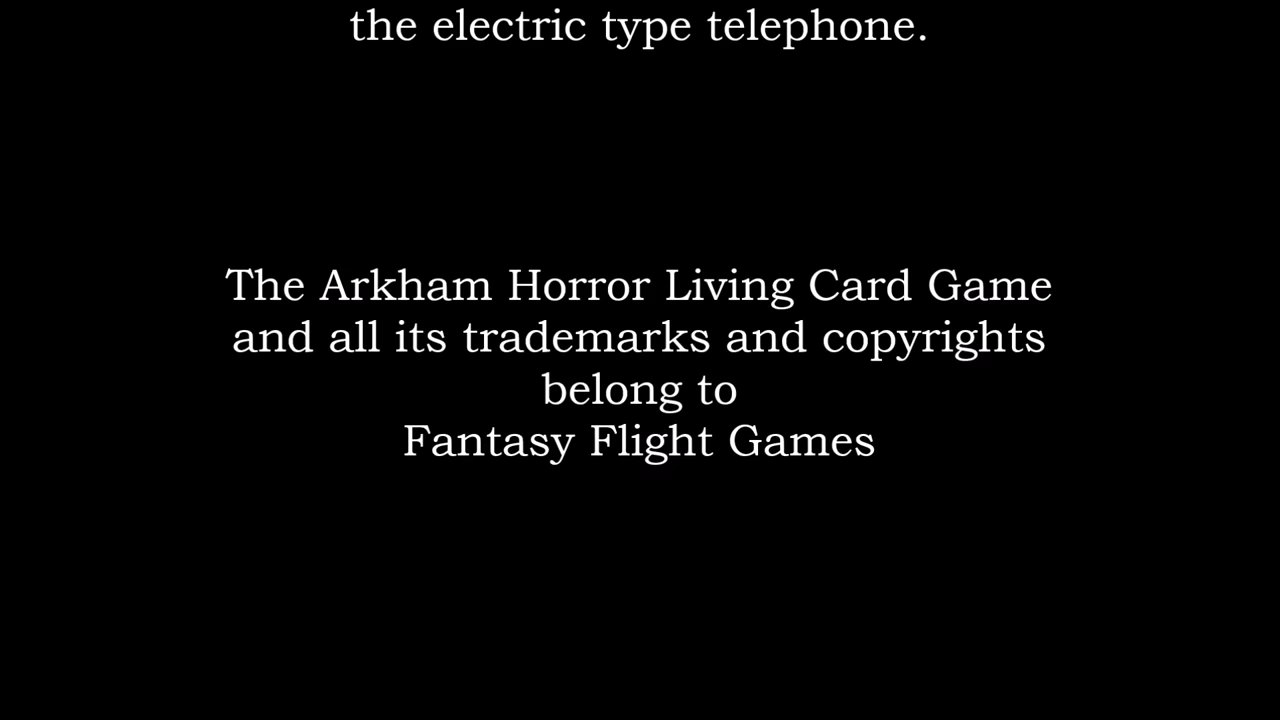 the electric type telephone.
The Arkham Horror Living Card Game
and all its trademarks and copyrights
belong to
Fantasy Flight Games